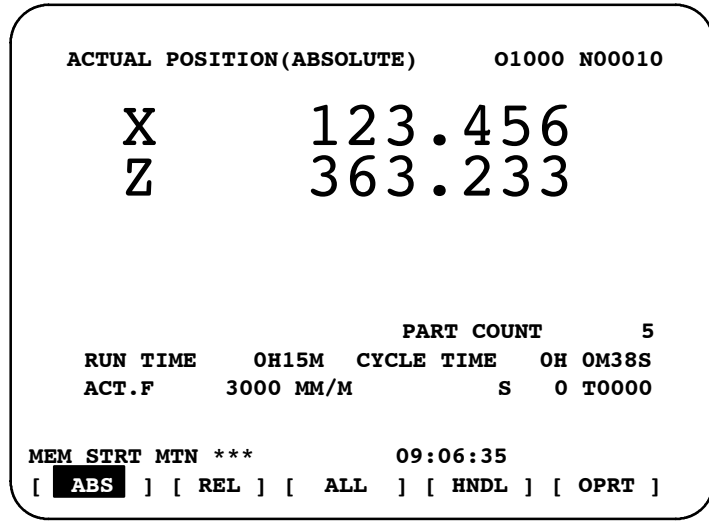 ACTUAL POSITION(ABSOLUTE) O1000 N00010
X 123.456
Z 363.233
PART COUNT 5
RUN TIME 0H15M CYCLE TIME 0H 0M38S
ACT.F 3000 MM/M S 0 T0000
MEM STRT MTN *** 09:06:35
[ ABS ] [ REL ] [ ALL ] [ HNDL ] [ OPRT ]